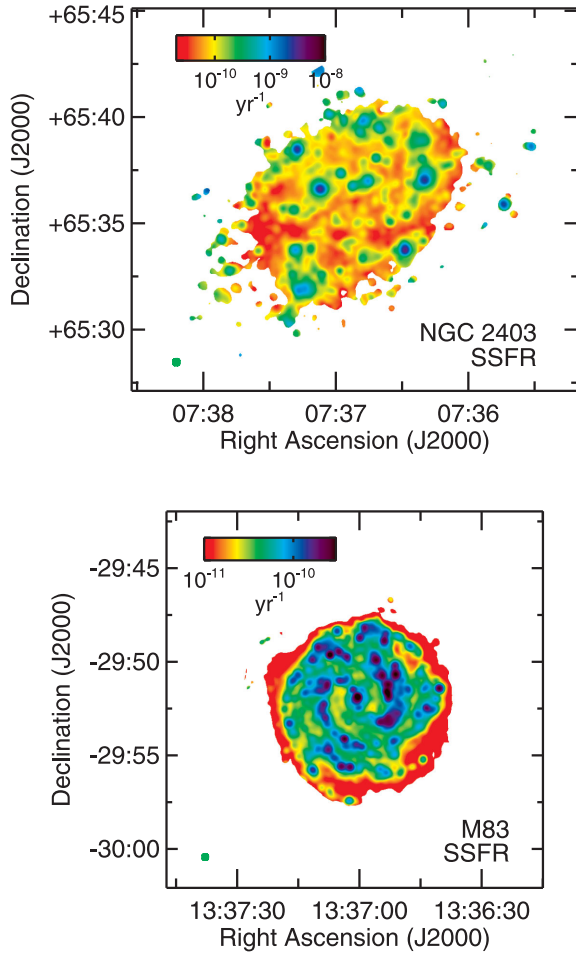 +65:45
10⁻¹⁰ 10⁻⁹ 10⁻⁸
yr⁻¹
+65:40
+65:35
+65:30
Declination (J2000)
NGC 2403
SSFR
07:38 07:37 07:36
Right Ascension (J2000)
-29:45
10⁻¹¹ 10⁻¹⁰
yr⁻¹
-29:50
-29:55
-30:00
Declination (J2000)
M83
SSFR
13:37:30 13:37:00 13:36:30
Right Ascension (J2000)